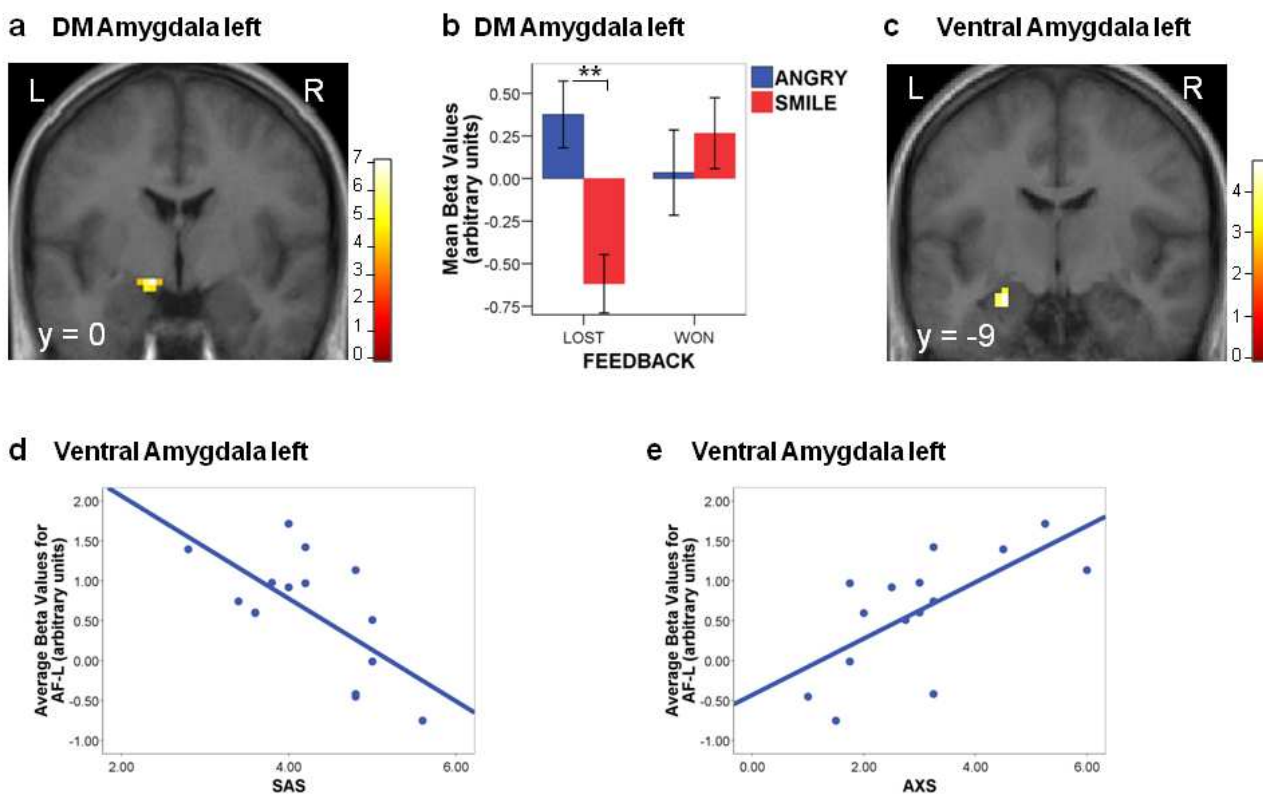 a DM Amygdala left
L R
7
6
5
4
3
2
1
0
y = 0
b DM Amygdala left
ANGRY
SMILE
**
Mean Beta Values
(arbitrary units)
0.50
0.25
0.00
-0.25
-0.50
-0.75
LOST WON
FEEDBACK
c Ventral Amygdala left
L R
4
3
2
1
0
y = -9
d Ventral Amygdala left
Average Beta Values for
AF-L (arbitrary units)
2.00
1.50
1.00
0.50
0.00
-0.50
-1.00
2.00 4.00 6.00
SAS
e Ventral Amygdala left
Average Beta Values for
AF-L (arbitrary units)
2.00
1.50
1.00
0.50
0.00
-0.50
-1.00
0.00 2.00 4.00 6.00
AXS